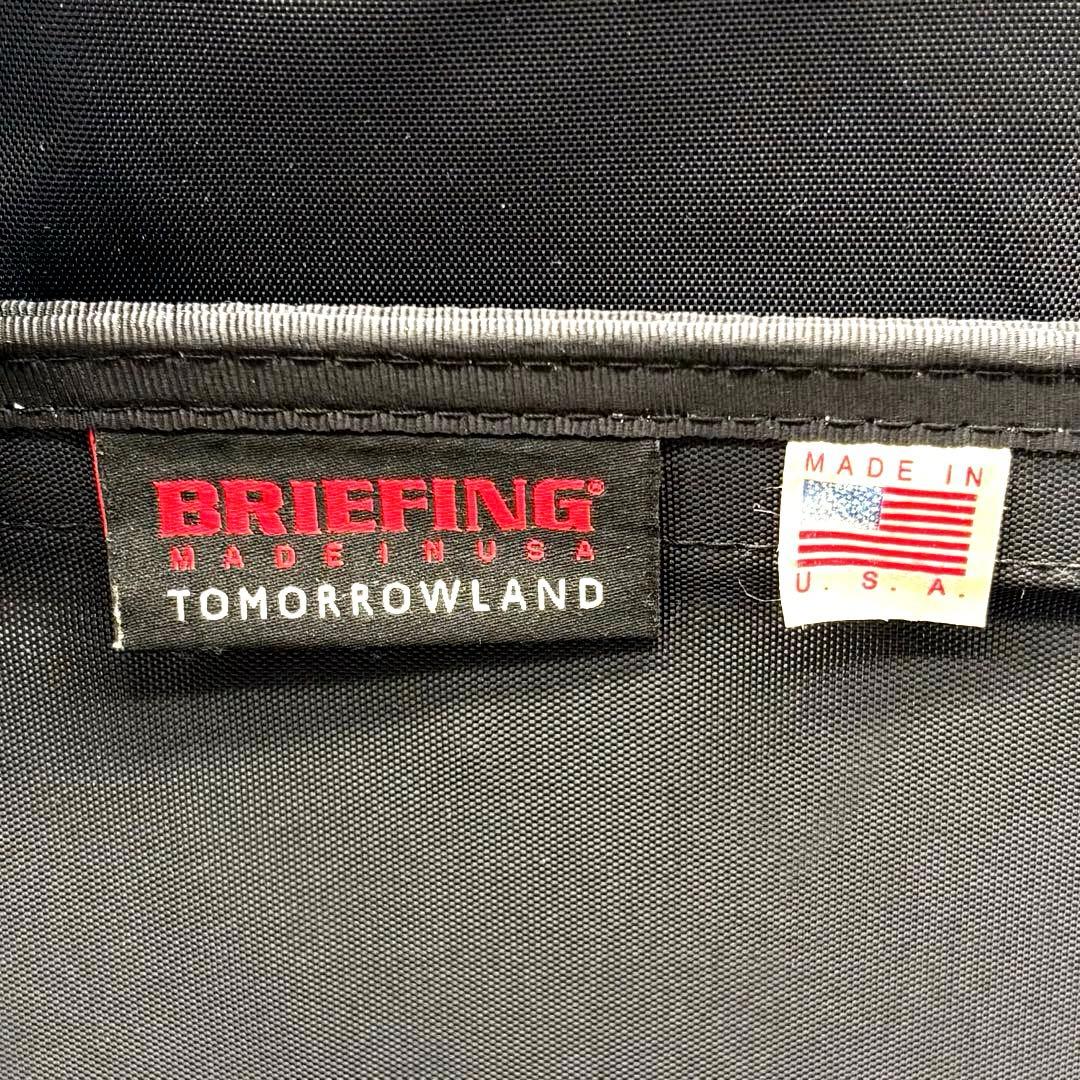 BRIEFING®
MADE IN USA
TOMORROWLAND
MADE IN
U. S. A.